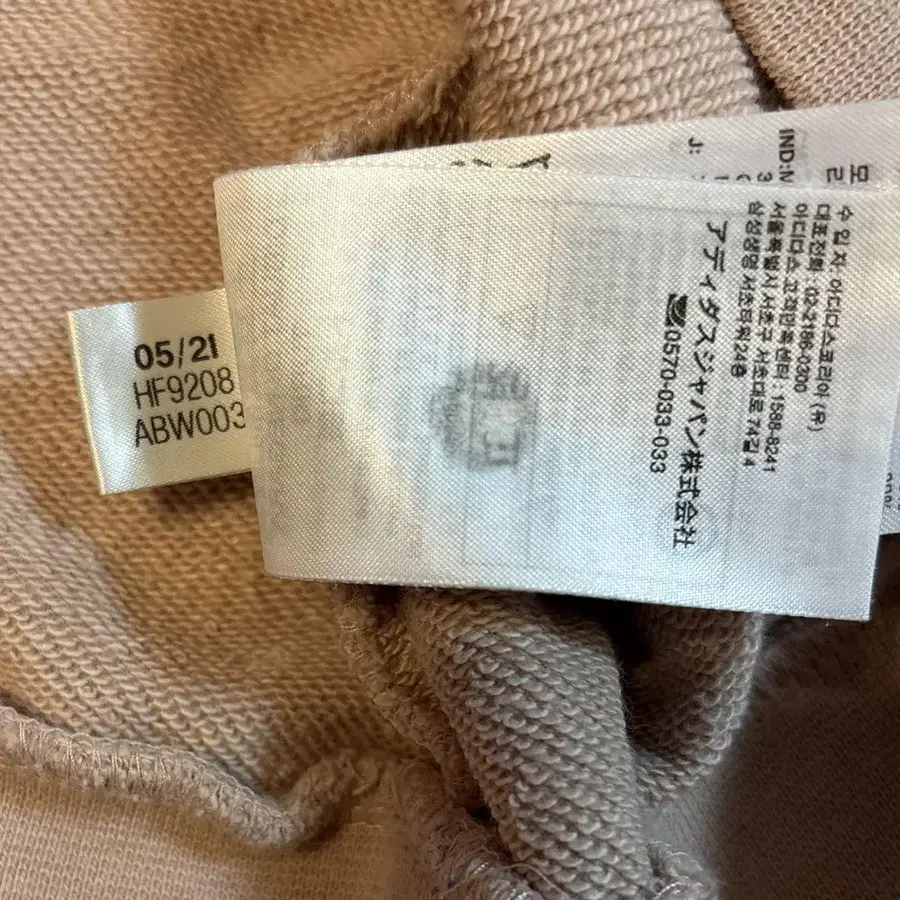 05/21
HF9208
ABW003
수 입 자 : 아디다스코리아 (유)
대표전화 : 02-2186-0300
아디다스 고객만족센터 : 1588-8241
서울특별시 서초구 서초대로 74길 4
삼성생명 서초타워 24층
アディダスジャパン株式会社
0570-033-033
IND:
J: